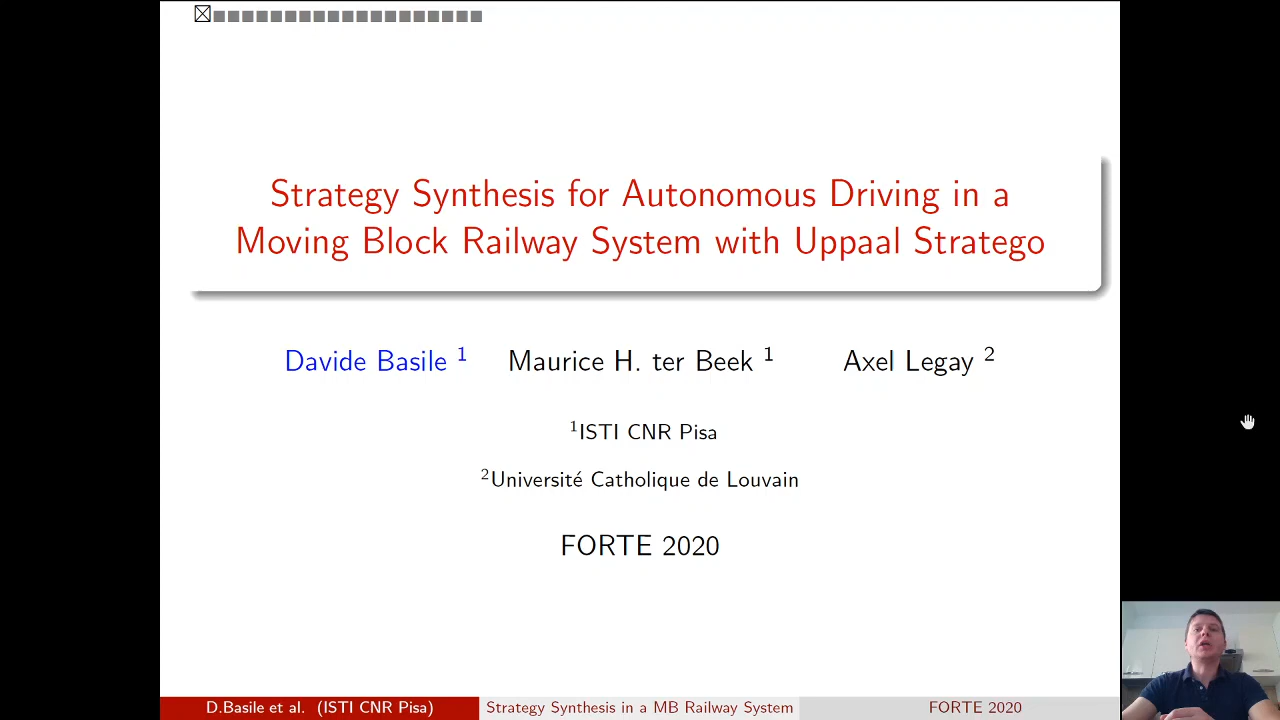 Strategy Synthesis for Autonomous Driving in a
Moving Block Railway System with Uppaal Stratego
Davide Basile ¹ Maurice H. ter Beek ¹ Axel Legay ²
¹ISTI CNR Pisa
²Université Catholique de Louvain
FORTE 2020
D.Basile et al. (ISTI CNR Pisa) Strategy Synthesis in a MB Railway System FORTE 2020